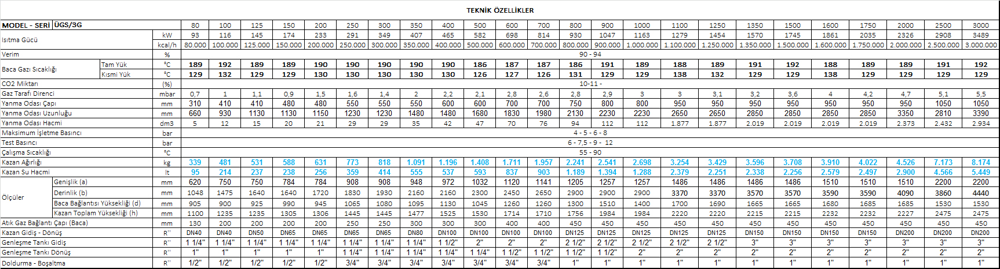 TEKNİK ÖZELLİKLER
MODEL - SERİ ÜGS/3G 80 100 125 150 200 250 300 350 400 500 600 700 800 900 1000 1100 1250 1350 1500 1600 1750 2000 2500 3000
Isıtma Gücü kW 93 116 145 174 233 291 349 407 465 582 698 814 930 1047 1163 1279 1454 1570 1745 1861 2035 2326 2908 3489
kcal/h 80.000 100.000 125.000 150.000 200.000 250.000 300.000 350.000 400.000 500.000 600.000 700.000 800.000 900.000 1.000.000 1.100.000 1.250.000 1.350.000 1.500.000 1.600.000 1.750.000 2.000.000 2.500.000 3.000.000
Verim % 90 - 94
Baca Gazı Sıcaklığı Tam Yük °C 189 192 189 189 190 190 190 190 190 186 187 187 186 191 189 188 189 191 192 188 189 189 191 192
Kısmi Yük °C 129 132 129 129 130 130 130 130 130 126 127 126 131 129 129 138 132 129 129 138 129 129 129 129
CO2 Miktarı (%) 10-11 -
Gaz Tarafı Direnci mbar 0,7 1 1,1 0,9 1,5 1,6 1,4 2 2,2 2,1 2,8 2,6 2,8 2,9 3 3 3,1 3,2 3,6 4 4,2 4,7 5,1 5,5
Yanma Odası Çapı mm 310 410 410 480 480 550 550 550 600 600 700 700 750 800 800 950 950 950 950 950 950 950 1050 1050
Yanma Odası Uzunluğu mm 660 930 1130 1130 1150 1230 1230 1480 1480 1680 1830 1980 2130 2230 2230 2650 2650 2850 2850 2850 2850 3350 2810 3390
Yanma Odası Hacmi dm3 5 12 15 20 21 29 29 35 42 47 70 76 94 112 112 1.877 1.877 2.019 2.019 2.019 2.019 2.373 2.432 2.934
Maksimum İşletme Basıncı bar 4 - 5 - 6 - 8
Test Basıncı bar 6 - 7,5 - 9 - 12
Çalışma Sıcaklığı °C 55 - 90
Kazan Ağırlığı kg 339 481 531 588 631 773 818 1.091 1.196 1.408 1.711 1.957 2.241 2.541 2.698 3.254 3.429 3.596 3.708 3.910 4.022 4.526 7.173 8.174
Kazan Su Hacmi lt 95 214 237 238 256 359 414 555 537 593 837 903 1.189 1.394 1.288 2.379 2.251 2.338 2.256 2.579 2.497 2.900 4.566 5.449
Ölçüler Genişlik (a) mm 620 750 750 784 784 908 908 948 972 1032 1120 1141 1205 1257 1257 1486 1486 1486 1486 1510 1510 1510 2200 2200
Derinlik (b) mm 1048 1475 1640 1640 1720 1830 1930 2160 2160 2300 2450 2650 2900 2900 2900 3370 3370 3570 3570 3590 3590 4090 3860 4440
Baca Bağlantısı Yüksekliği (d) mm 905 900 925 990 945 1065 1080 1095 1130 1045 1260 1260 1300 1510 1400 1700 1690 1665 1665 1680 1685 1685 1530 1530
Kazan Toplam Yüksekliği (h) mm 1100 1235 1235 1305 1306 1445 1445 1477 1525 1530 1714 1710 1756 1984 1984 2220 2220 2215 2215 2232 2232 2227 2475 2475
Atık Gaz Bağlantı Çapı (Baca) mm 130 200 200 200 200 250 250 300 300 300 400 400 450 450 450 450 450 450 450 450 450 450 450 450
Kazan Gidiş - Dönüş R'' DN40 DN40 DN50 DN65 DN65 DN65 DN65 DN80 DN100 DN100 DN100 DN100 DN125 DN125 DN125 DN125 DN125 DN150 DN150 DN150 DN150 DN200 DN200 DN200
Genleşme Tankı Gidiş R'' 1 1/4" 1 1/4" 1 1/4" 1 1/4" 1 1/4" 1 1/4" 1 1/4" 1 1/4" 1 1/2" 2" 2" 2" 2 1/2" 2 1/2" 2 1/2" 2 1/2" 2 1/2" 3" 3" 3" 3" 3" 3" 3"
Genleşme Tankı Dönüş R'' 1" 1" 1" 1" 1" 1 1/4" 1 1/4" 1 1/4" 1 1/4" 1 1/4" 1 1/2" 1 1/2" 1 1/2" 1 1/2" 2" 2" 2" 2" 2" 2" 2" 2" 2" 2"
Doldurma - Boşaltma R'' 1/2" 1/2" 1/2" 1/2" 1/2" 3/4" 3/4" 3/4" 3/4" 3/4" 3/4" 3/4" 1" 1" 1" 1" 1" 1" 1" 1" 1" 1" 1" 1"